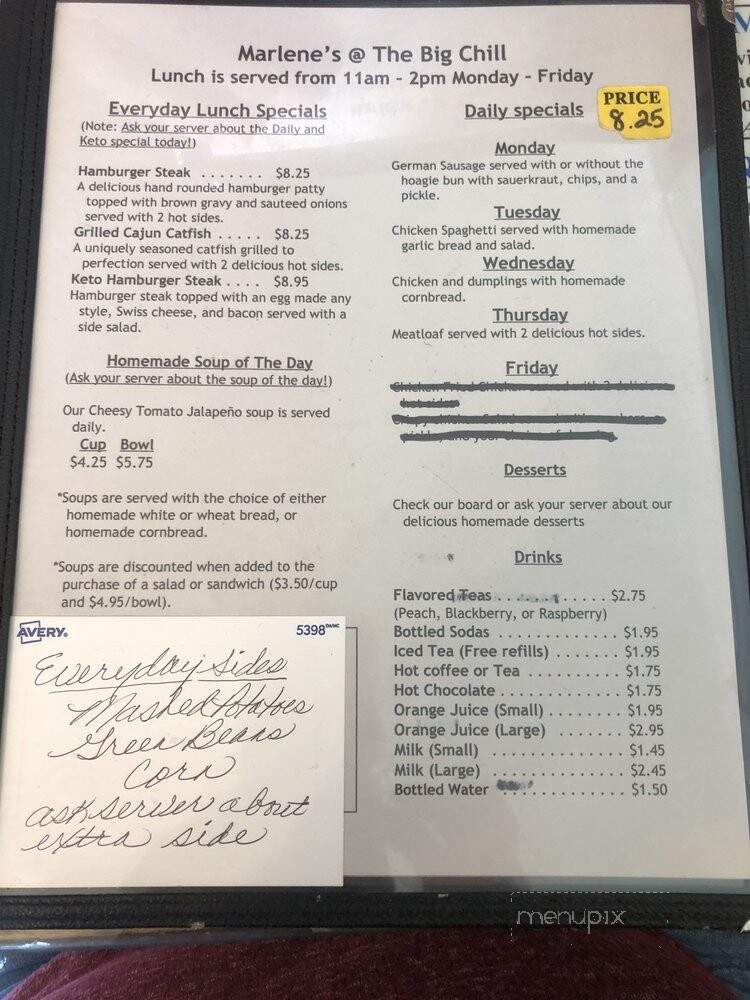 Marlene's @ The Big Chill
Lunch is served from 11am - 2pm Monday - Friday
Everyday Lunch Specials
(Note: Ask your server about the Daily and
Keto special today!)
Hamburger Steak . . . . . . . $8.25
A delicious hand rounded hamburger patty
topped with brown gravy and sauteed onions
served with 2 hot sides.
Grilled Cajun Catfish . . . . . $8.25
A uniquely seasoned catfish grilled to
perfection served with 2 delicious hot sides.
Keto Hamburger Steak . . . . $8.95
Hamburger steak topped with an egg made any
style, Swiss cheese, and bacon served with a
side salad.
Homemade Soup of The Day
(Ask your server about the soup of the day!)
Our Cheesy Tomato Jalapeño soup is served
daily.
Cup Bowl
$4.25 $5.75
*Soups are served with the choice of either
homemade white or wheat bread, or
homemade cornbread.
*Soups are discounted when added to the
purchase of a salad or sandwich ($3.50/cup
and $4.95/bowl).
AVERY. 5398
Everyday Sides
Mashed Potatoes
Green Beans
Corn
ask server about
extra side
Daily specials
PRICE
8.25
Monday
German Sausage served with or without the
hoagie bun with sauerkraut, chips, and a
pickle.
Tuesday
Chicken Spaghetti served with homemade
garlic bread and salad.
Wednesday
Chicken and dumplings with homemade
cornbread.
Thursday
Meatloaf served with 2 delicious hot sides.
Friday
Desserts
Check our board or ask your server about our
delicious homemade desserts
Drinks
Flavored Teas . . . . . . . . . . . $2.75
(Peach, Blackberry, or Raspberry)
Bottled Sodas . . . . . . . . . . . . $1.95
Iced Tea (Free refills) . . . . . . . $1.95
Hot coffee or Tea . . . . . . . . . . $1.75
Hot Chocolate . . . . . . . . . . . . $1.75
Orange Juice (Small) . . . . . . . . $1.95
Orange Juice (Large) . . . . . . . $2.95
Milk (Small) . . . . . . . . . . . . . $1.45
Milk (Large) . . . . . . . . . . . . . $2.45
Bottled Water . . . . . . . . . . . . $1.50
menupix